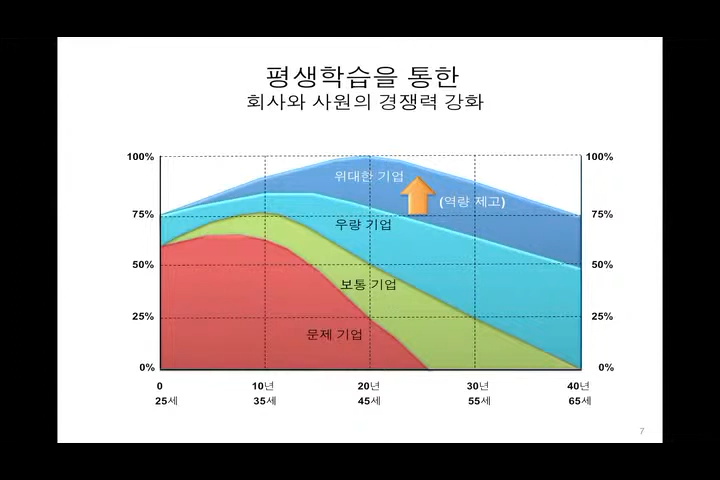 평생학습을 통한
회사와 사원의 경쟁력 강화
100%
100%
위대한 기업
(역량 제고)
75%
75%
우량 기업
50%
50%
보통 기업
25%
25%
문제 기업
0%
0%
0 10년 20년 30년 40년
25세 35세 45세 55세 65세
7